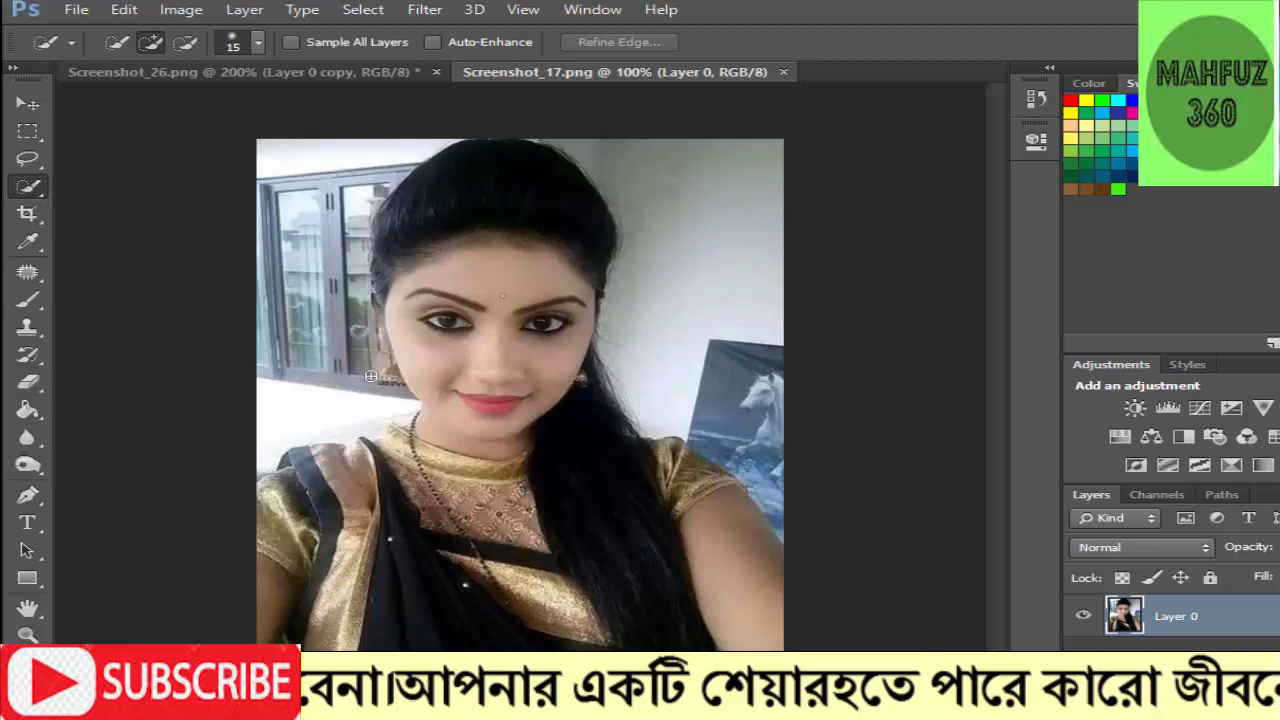 Ps File Edit Image Layer Type Select Filter 3D View Window Help
15 Sample All Layers Auto-Enhance Refine Edge...
Screenshot_26.png @ 200% (Layer 0 copy, RGB/8) * × Screenshot_17.png @ 100% (Layer 0, RGB/8) ×
MAHFUZ
360
Color
Adjustments Styles
Add an adjustment
Layers Channels Paths
Kind
Normal Opacity:
Lock: Fill:
Layer 0
SUBSCRIBE বেনা।আপনার একটি শেয়ারহতে পারে কারো জীবনে